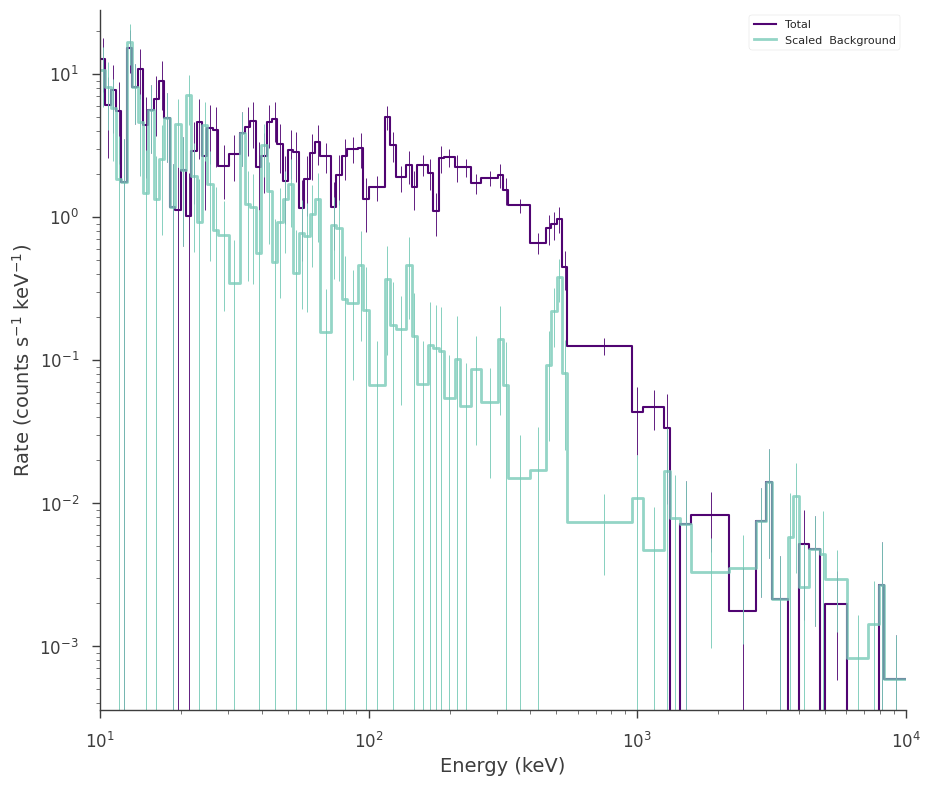 Total
Scaled  Background
10¹
10⁰
10⁻¹
10⁻²
10⁻³
Rate (counts s⁻¹ keV⁻¹)
10¹ 10² 10³ 10⁴
Energy (keV)